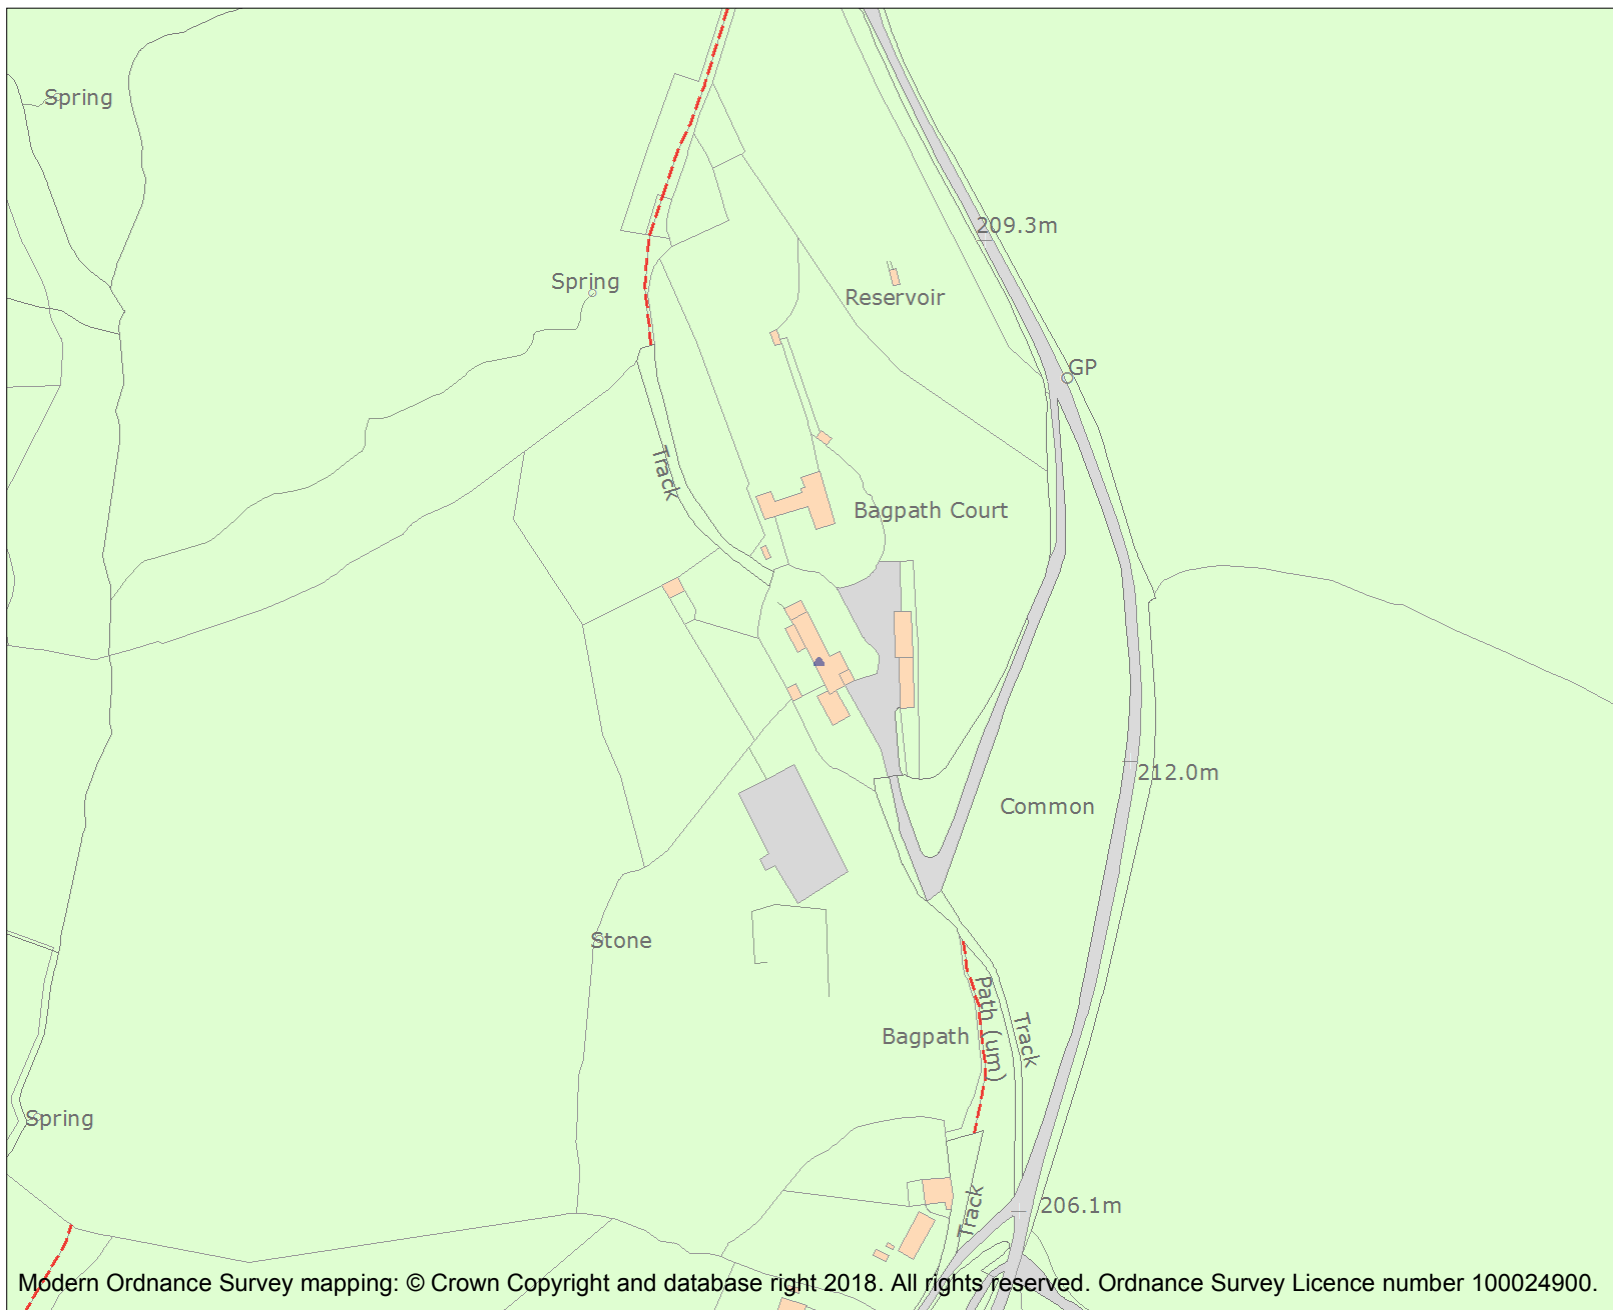 Spring
209.3m
Spring
Reservoir
GP
Track
Bagpath Court
212.0m
Common
Stone
Path (um)
Track
Bagpath
Spring
Track
206.1m
Modern Ordnance Survey mapping: © Crown Copyright and database right 2018. All rights reserved. Ordnance Survey Licence number 100024900.